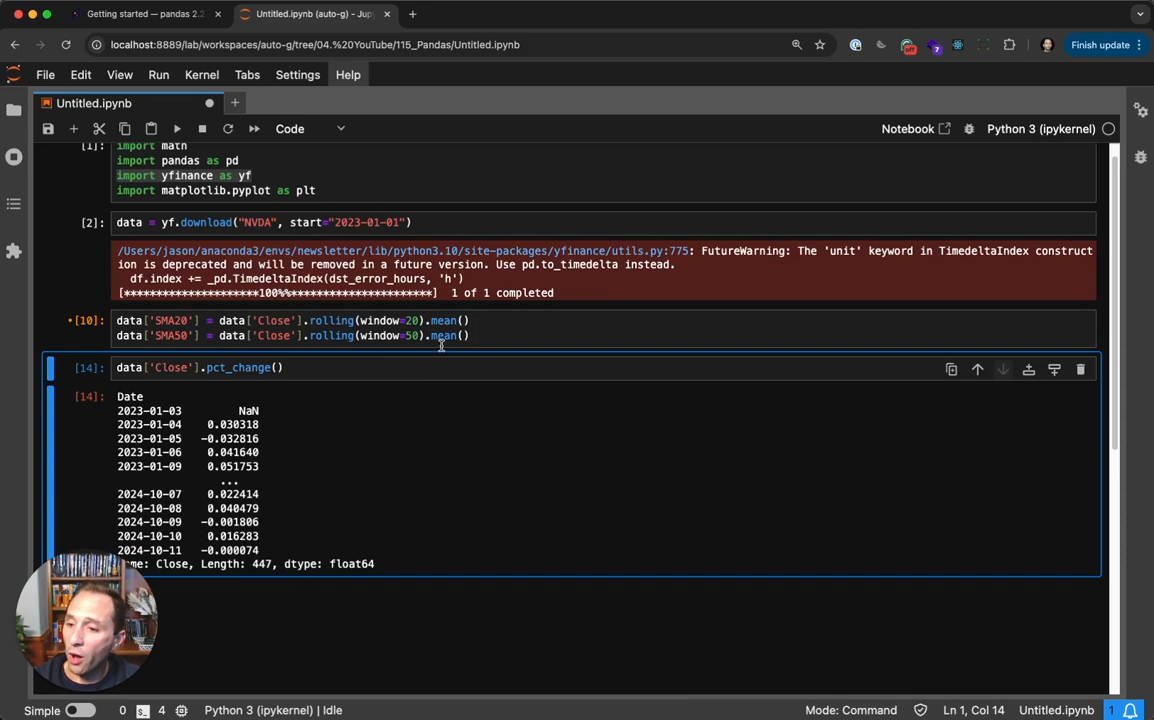 Getting started — pandas 2.2
Untitled.ipynb (auto-g) - Jup
localhost:8889/lab/workspaces/auto-g/tree/04.%20YouTube/115_Pandas/Untitled.ipynb
off
7
Finish update
File Edit View Run Kernel Tabs Settings Help
Untitled.ipynb
Code
Notebook
Python 3 (ipykernel)
[1]: import math
import pandas as pd
import yfinance as yf
import matplotlib.pyplot as plt
[2]: data = yf.download("NVDA", start="2023-01-01")
/Users/jason/anaconda3/envs/newsletter/lib/python3.10/site-packages/yfinance/utils.py:775: FutureWarning: The 'unit' keyword in TimedeltaIndex construct
ion is deprecated and will be removed in a future version. Use pd.to_timedelta instead.
df.index += _pd.TimedeltaIndex(dst_error_hours, 'h')
[*********************100%%**********************] 1 of 1 completed
•[10]: data['SMA20'] = data['Close'].rolling(window=20).mean()
data['SMA50'] = data['Close'].rolling(window=50).mean()
[14]: data['Close'].pct_change()
[14]: Date
2023-01-03 NaN
2023-01-04 0.030318
2023-01-05 -0.032816
2023-01-06 0.041640
2023-01-09 0.051753
...
2024-10-07 0.022414
2024-10-08 0.040479
2024-10-09 -0.001806
2024-10-10 0.016283
2024-10-11 -0.000074
me: Close, Length: 447, dtype: float64
Simple 0 $_ 4 Python 3 (ipykernel) | Idle
Mode: Command Ln 1, Col 14 Untitled.ipynb 1